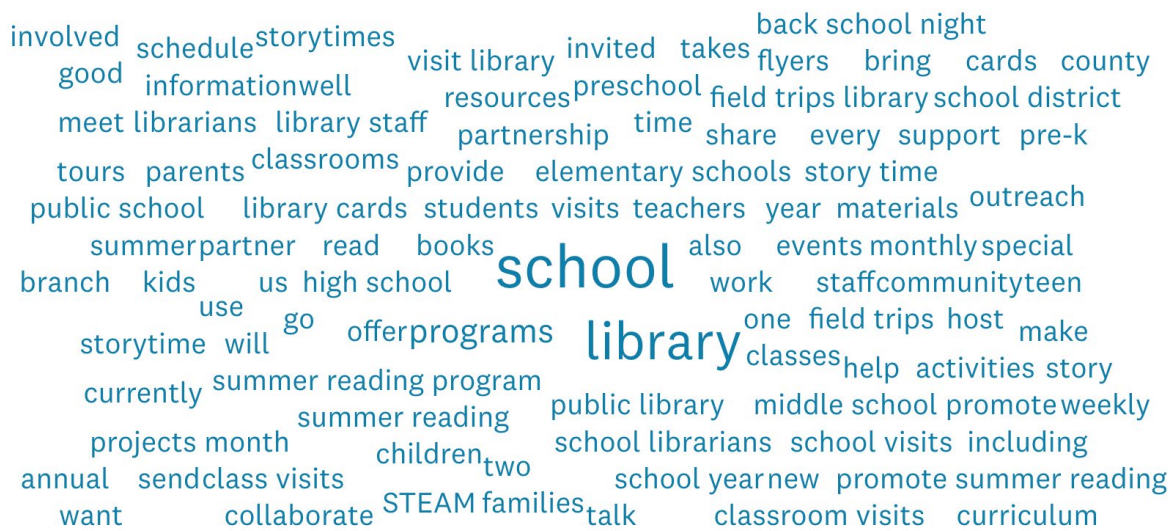 back school night
involved schedule storytimes visit library invited takes flyers bring cards county
good information well resources preschool field trips library school district
meet librarians library staff partnership time share every support pre-k
tours parents classrooms provide elementary schools story time
public school library cards students visits teachers year materials outreach
summer partner read books school also events monthly special
branch kids us high school work staff community teen
use go offer programs library one field trips host make
storytime will classes help activities story
currently summer reading program
summer reading public library middle school promote weekly
projects month children school librarians school visits including
annual send class visits two school year new promote summer reading
want collaborate STEAM families talk classroom visits curriculum